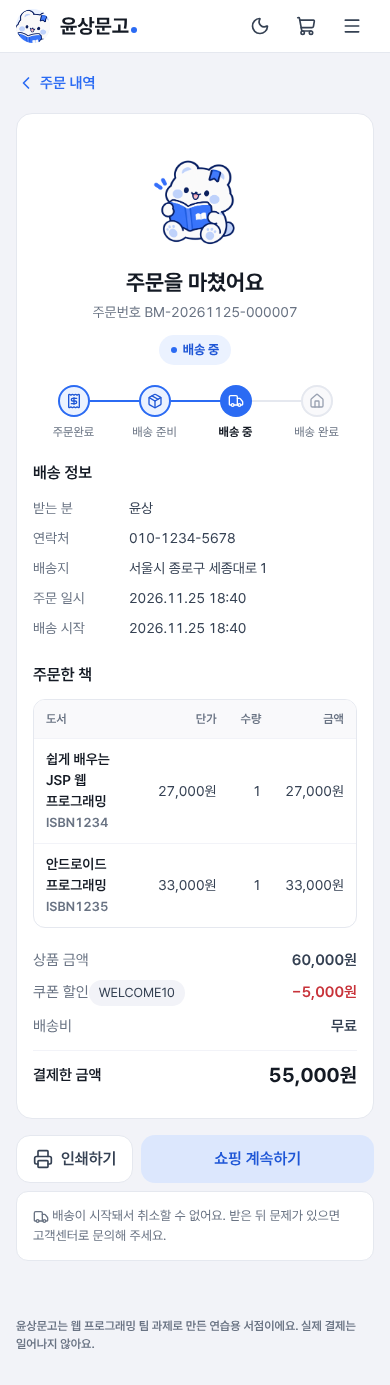 윤상문고
주문 내역
주문을 마쳤어요
주문번호 BM-20261125-000007
배송 중
주문완료 배송 준비 배송 중 배송 완료
배송 정보
받는 분 윤상
연락처 010-1234-5678
배송지 서울시 종로구 세종대로 1
주문 일시 2026.11.25 18:40
배송 시작 2026.11.25 18:40
주문한 책
도서 단가 수량 금액
쉽게 배우는
JSP 웹
프로그래밍
ISBN1234
27,000원 1 27,000원
안드로이드
프로그래밍
ISBN1235
33,000원 1 33,000원
상품 금액 60,000원
쿠폰 할인 WELCOME10 −5,000원
배송비 무료
결제한 금액 55,000원
인쇄하기 쇼핑 계속하기
배송이 시작돼서 취소할 수 없어요. 받은 뒤 문제가 있으면
고객센터로 문의해 주세요.
윤상문고는 웹 프로그래밍 팀 과제로 만든 연습용 서점이에요. 실제 결제는
일어나지 않아요.